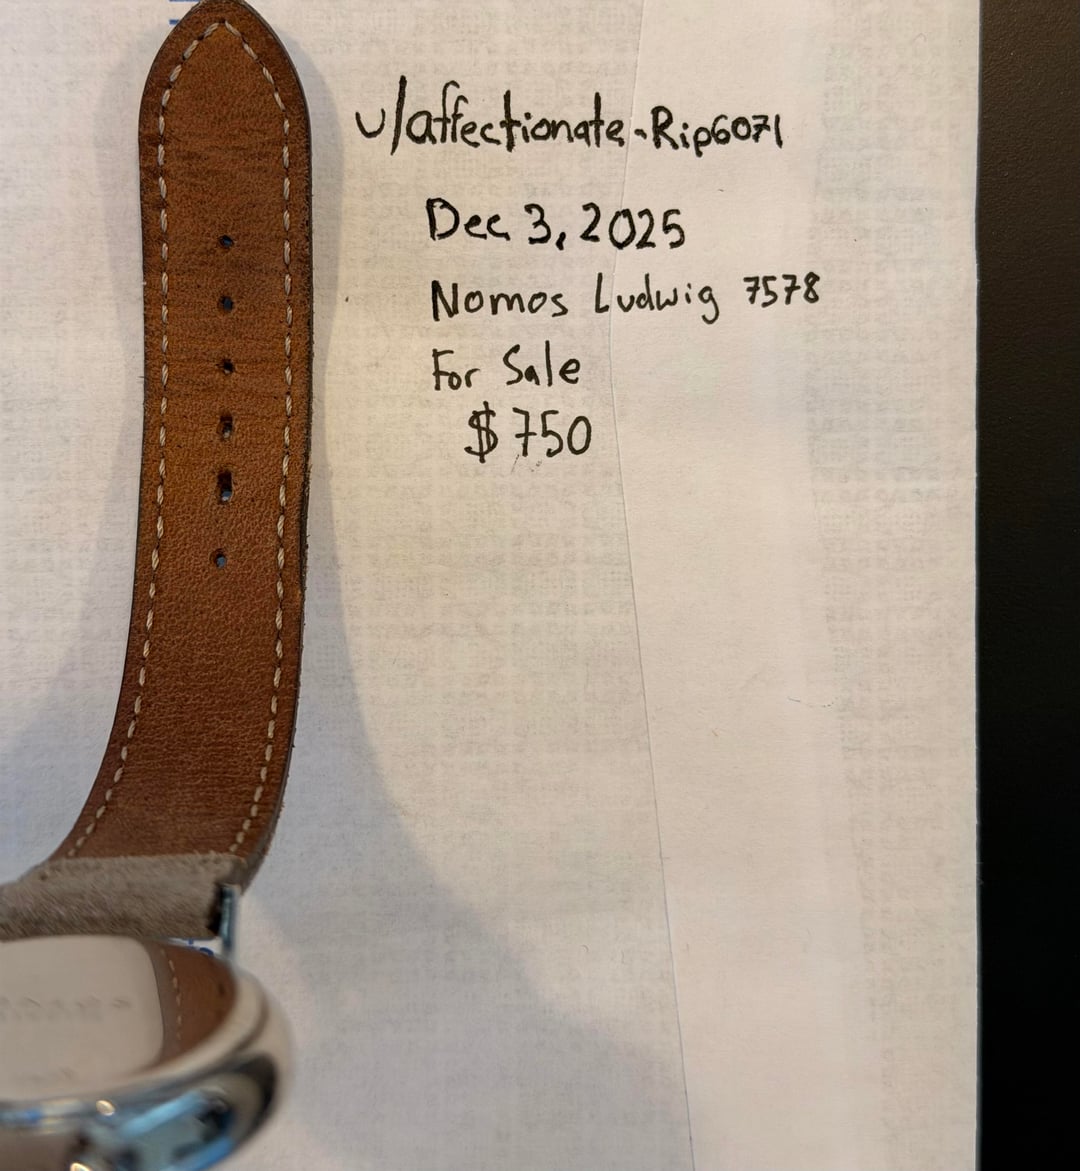 u/affectionate-Rip6071
Dec 3, 2025
Nomos Ludwig 7578
For Sale
$750